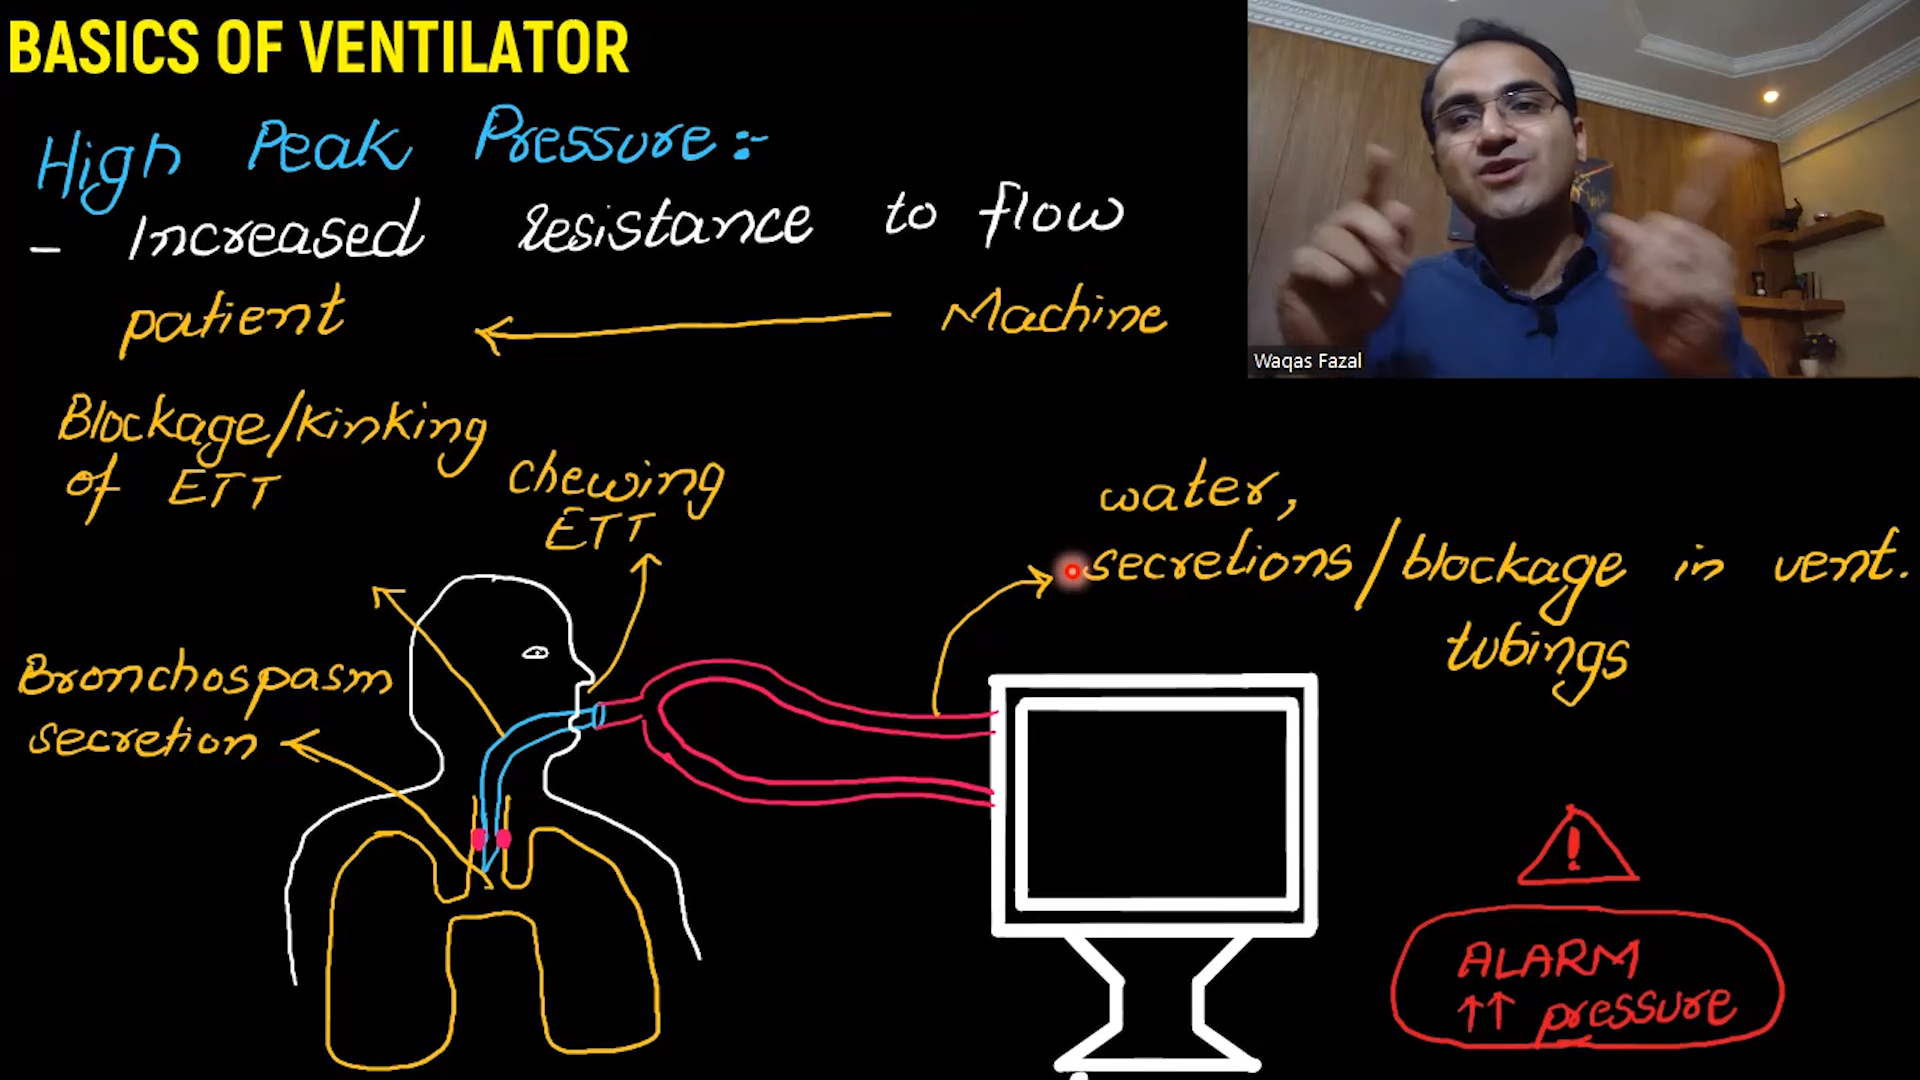 BASICS OF VENTILATOR
High Peak Pressure:-
- Increased resistance to flow
patient ← Machine
Blockage/kinking
of ETT
chewing
ETT
water,
secretions/blockage in vent.
tubings
Bronchospasm
secretion
!
ALARM
↑↑ pressure
Waqas Fazal